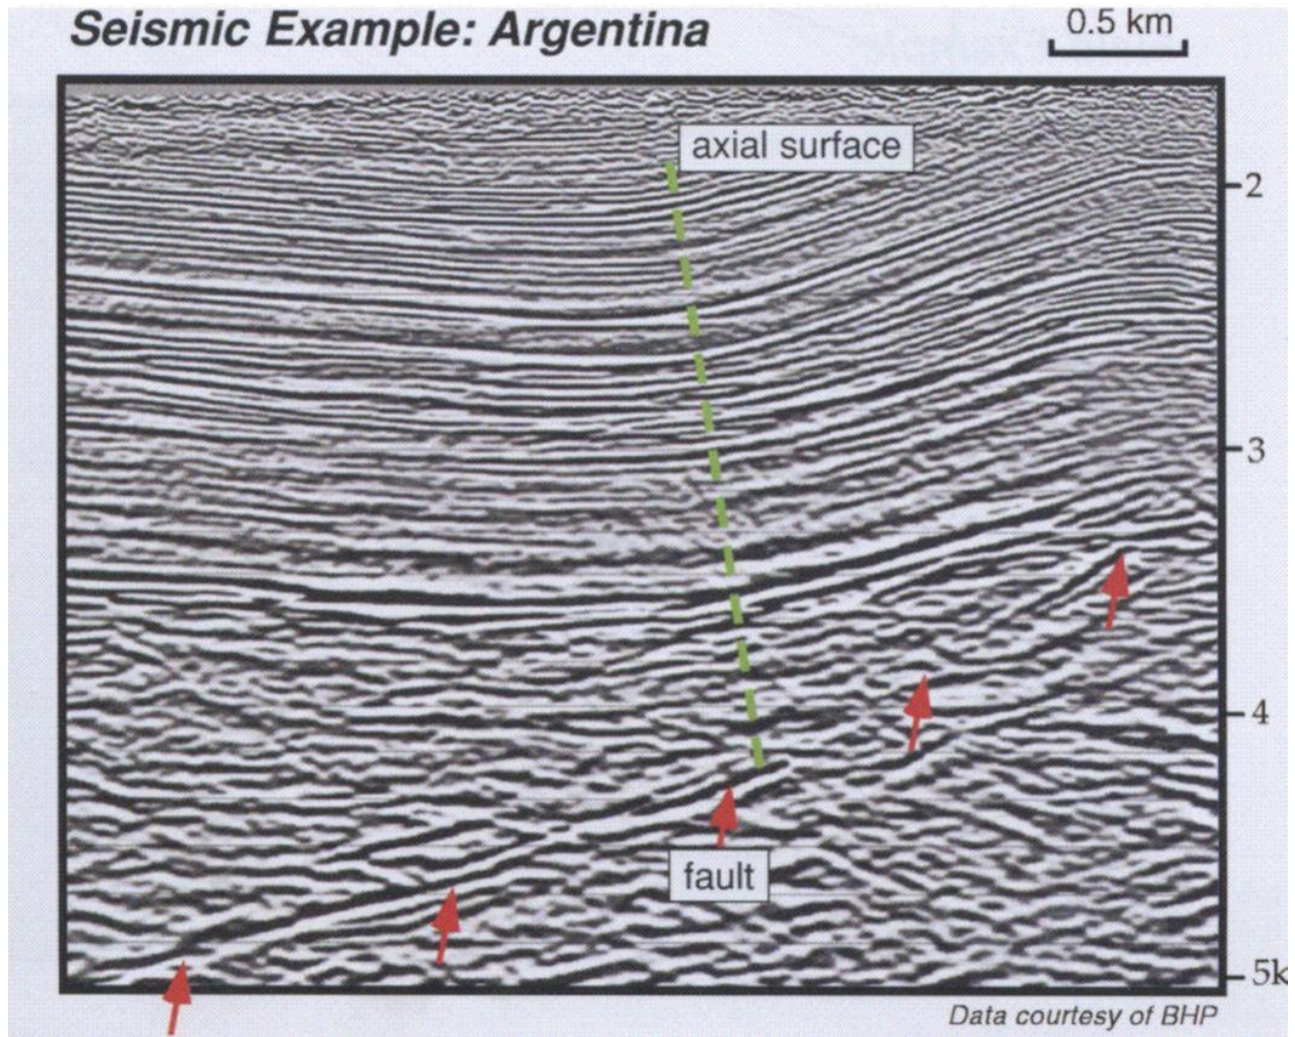 Seismic Example: Argentina
0.5 km
axial surface
2
3
4
fault
5k
Data courtesy of BHP